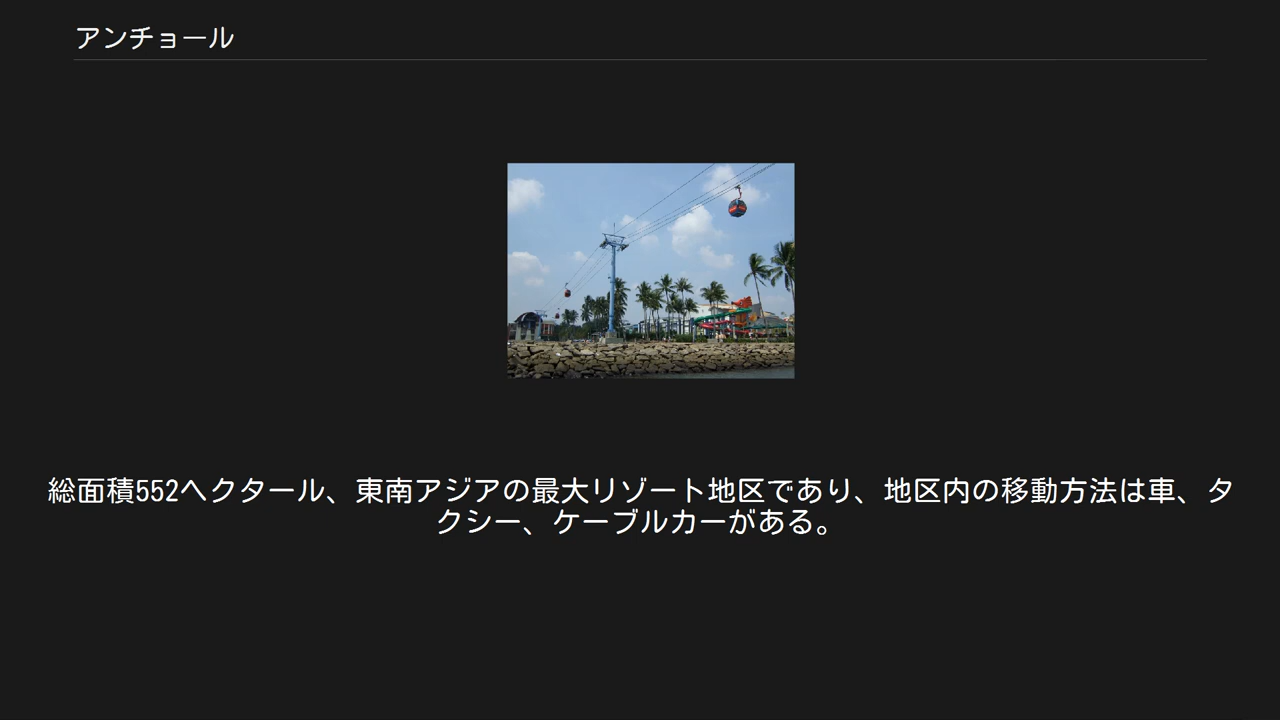 アンチョール
総面積552ヘクタール、東南アジアの最大リゾート地区であり、地区内の移動方法は車、タ
クシー、ケーブルカーがある。